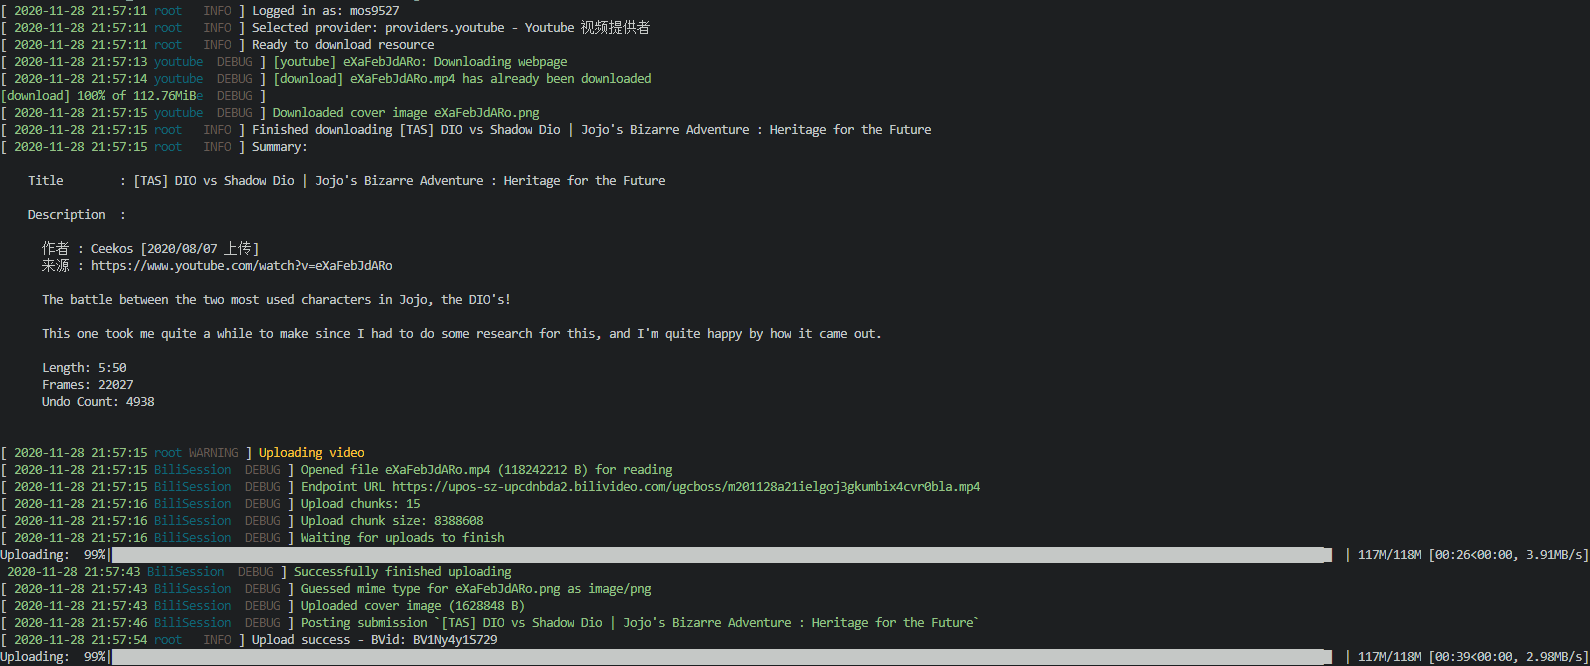 [ 2020-11-28 21:57:11 root   INFO ] Logged in as: mos9527
[ 2020-11-28 21:57:11 root   INFO ] Selected provider: providers.youtube - Youtube 视频提供者
[ 2020-11-28 21:57:11 root   INFO ] Ready to download resource
[ 2020-11-28 21:57:13 youtube  DEBUG ] [youtube] eXaFebJdARo: Downloading webpage
[ 2020-11-28 21:57:14 youtube  DEBUG ] [download] eXaFebJdARo.mp4 has already been downloaded
[download] 100% of 112.76MiBe  DEBUG ]
[ 2020-11-28 21:57:15 youtube  DEBUG ] Downloaded cover image eXaFebJdARo.png
[ 2020-11-28 21:57:15 root   INFO ] Finished downloading [TAS] DIO vs Shadow Dio | Jojo's Bizarre Adventure : Heritage for the Future
[ 2020-11-28 21:57:15 root   INFO ] Summary:
Title        : [TAS] DIO vs Shadow Dio | Jojo's Bizarre Adventure : Heritage for the Future
Description  :
作者 : Ceekos [2020/08/07 上传]
来源 : https://www.youtube.com/watch?v=eXaFebJdARo
The battle between the two most used characters in Jojo, the DIO's!
This one took me quite a while to make since I had to do some research for this, and I'm quite happy by how it came out.
Length: 5:50
Frames: 22027
Undo Count: 4938
[ 2020-11-28 21:57:15 root WARNING ] Uploading video
[ 2020-11-28 21:57:15 BiliSession  DEBUG ] Opened file eXaFebJdARo.mp4 (118242212 B) for reading
[ 2020-11-28 21:57:15 BiliSession  DEBUG ] Endpoint URL https://upos-sz-upcdnbda2.bilivideo.com/ugcboss/m201128a21ielgoj3gkumbix4cvr0bla.mp4
[ 2020-11-28 21:57:16 BiliSession  DEBUG ] Upload chunks: 15
[ 2020-11-28 21:57:16 BiliSession  DEBUG ] Upload chunk size: 8388608
[ 2020-11-28 21:57:16 BiliSession  DEBUG ] Waiting for uploads to finish
Uploading:  99%| | 117M/118M [00:26<00:00, 3.91MB/s]
2020-11-28 21:57:43 BiliSession  DEBUG ] Successfully finished uploading
[ 2020-11-28 21:57:43 BiliSession  DEBUG ] Guessed mime type for eXaFebJdARo.png as image/png
[ 2020-11-28 21:57:43 BiliSession  DEBUG ] Uploaded cover image (1628848 B)
[ 2020-11-28 21:57:46 BiliSession  DEBUG ] Posting submission `[TAS] DIO vs Shadow Dio | Jojo's Bizarre Adventure : Heritage for the Future`
[ 2020-11-28 21:57:54 root   INFO ] Upload success - BVid: BV1Ny4y1S729
Uploading:  99%| | 117M/118M [00:39<00:00, 2.98MB/s]